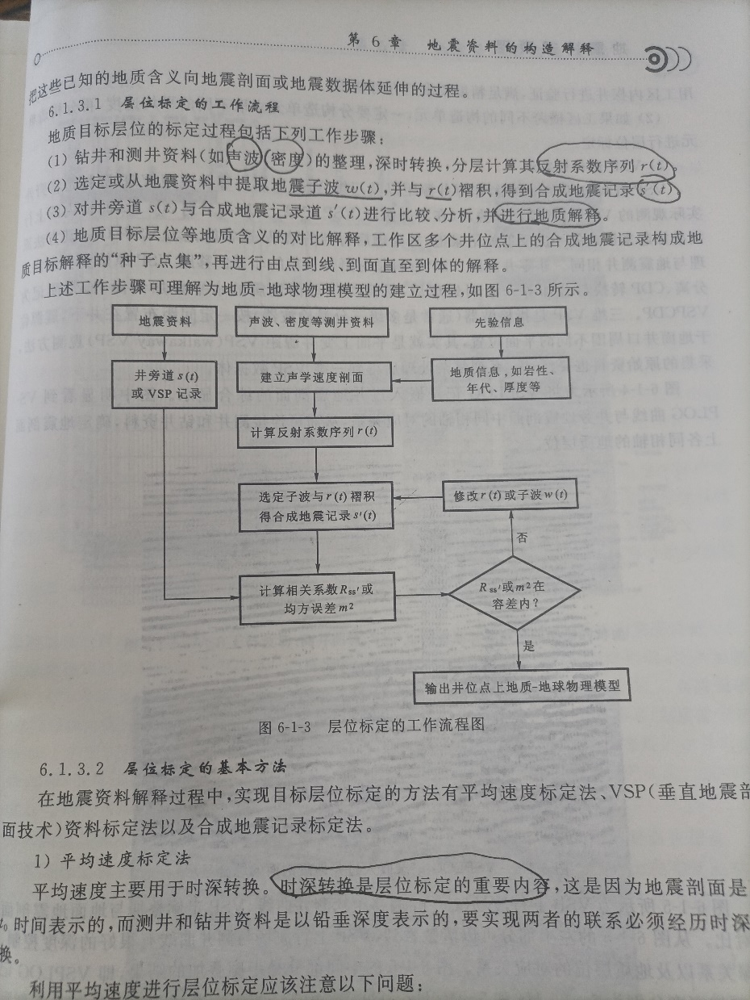 第 6 章 地震资料的构造解释
把这些已知的地质含义向地震剖面或地震数据体延伸的过程。
6.1.3.1 层位标定的工作流程
地质目标层位的标定过程包括下列工作步骤:
(1) 钻井和测井资料(如声波(密度)的整理,深时转换,分层计算其反射系数序列 r(t)。
(2) 选定或从地震资料中提取地震子波 w(t),并与 r(t)褶积,得到合成地震记录 s′(t)
(3) 对井旁道 s(t)与合成地震记录道 s′(t)进行比较、分析,并进行地质解释。
(4) 地质目标层位等地质含义的对比解释,工作区多个井位点上的合成地震记录构成地
质目标解释的“种子点集”,再进行由点到线、到面直至到体的解释。
上述工作步骤可理解为地质-地球物理模型的建立过程,如图 6-1-3 所示。
地震资料
声波、密度等测井资料
先验信息
井旁道 s(t)
或 VSP 记录
建立声学速度剖面
地质信息,如岩性、
年代、厚度等
计算反射系数序列 r(t)
选定子波与 r(t)褶积
得合成地震记录 s′(t)
修改 r(t)或子波 w(t)
否
计算相关系数 Rss′或
均方误差 m²
Rss′或 m²在
容差内?
是
输出井位点上地质-地球物理模型
图 6-1-3 层位标定的工作流程图
6.1.3.2 层位标定的基本方法
在地震资料解释过程中,实现目标层位标定的方法有平均速度标定法、VSP(垂直地震剖
面技术)资料标定法以及合成地震记录标定法。
1) 平均速度标定法
平均速度主要用于时深转换。时深转换是层位标定的重要内容,这是因为地震剖面是
t₀ 时间表示的,而测井和钻井资料是以铅垂深度表示的,要实现两者的联系必须经历时深
换。
利用平均速度进行层位标定应该注意以下问题: